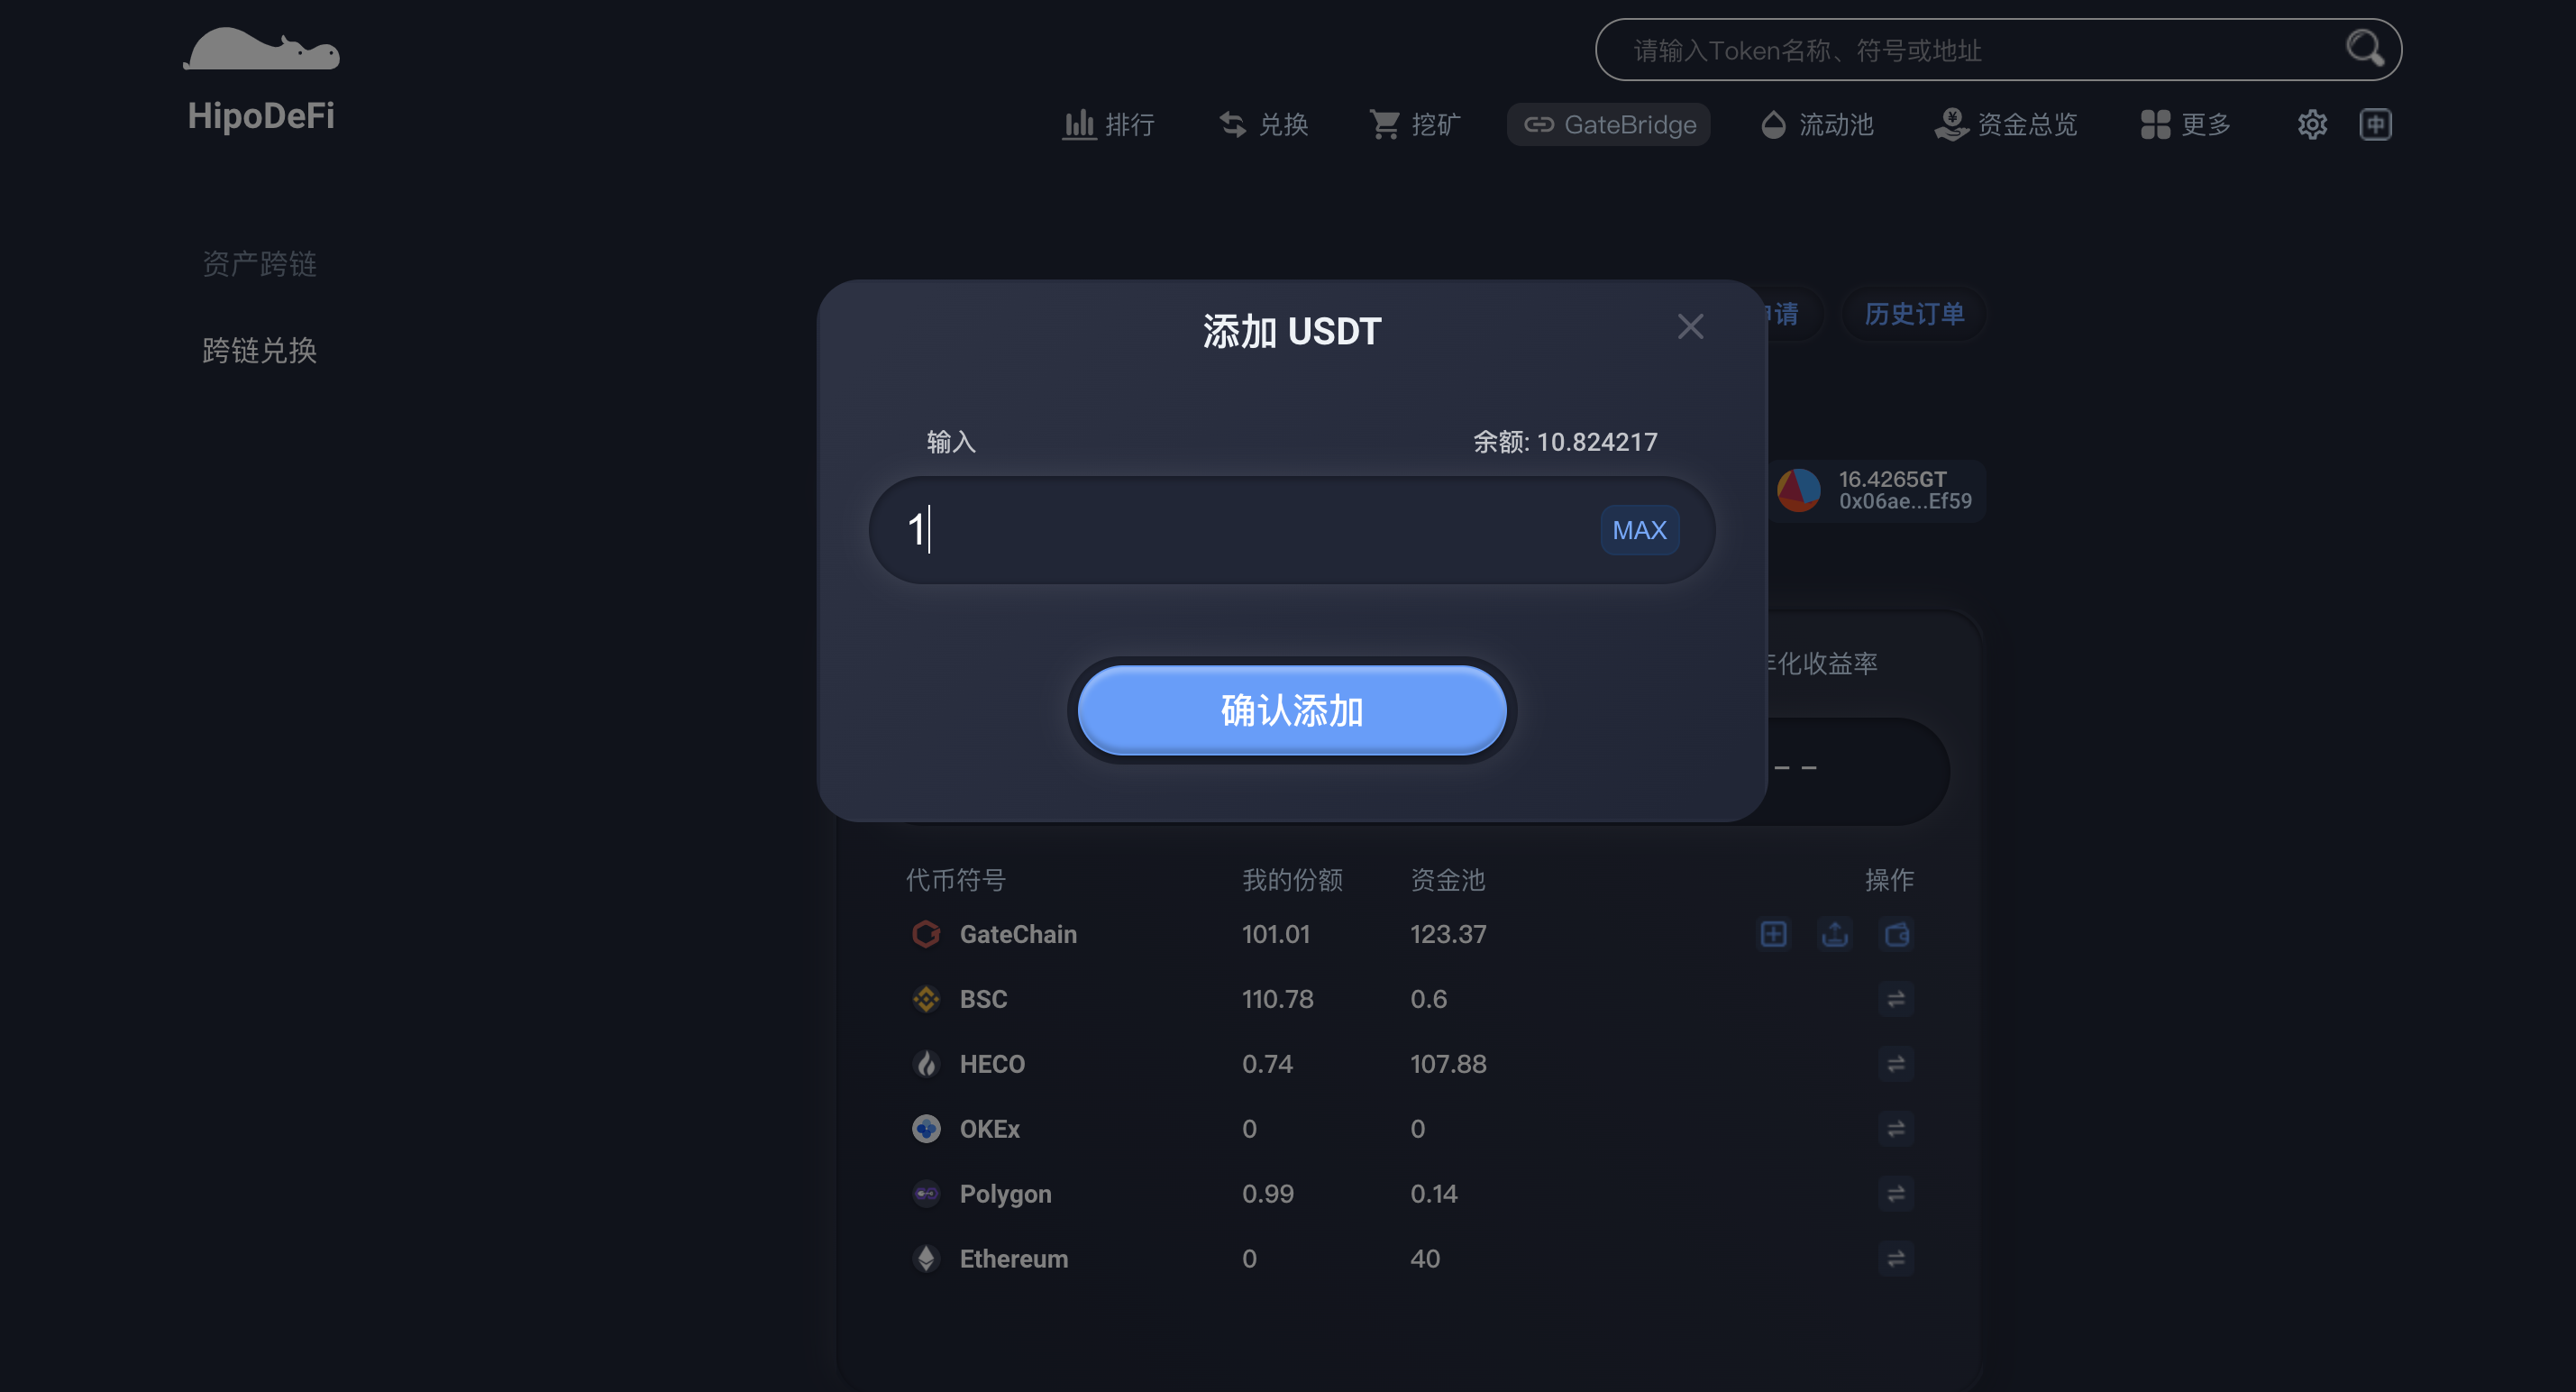 HipoDeFi
请输入Token名称、符号或地址
排行 兑换 挖矿 GateBridge 流动池 资金总览 更多 中
资产跨链
跨链兑换
申请 历史订单
添加 USDT
输入 余额: 10.824217
1 MAX
确认添加
16.4265GT
0x06ae...Ef59
年化收益率
– –
代币符号 我的份额 资金池 操作
GateChain 101.01 123.37
BSC 110.78 0.6
HECO 0.74 107.88
OKEx 0 0
Polygon 0.99 0.14
Ethereum 0 40